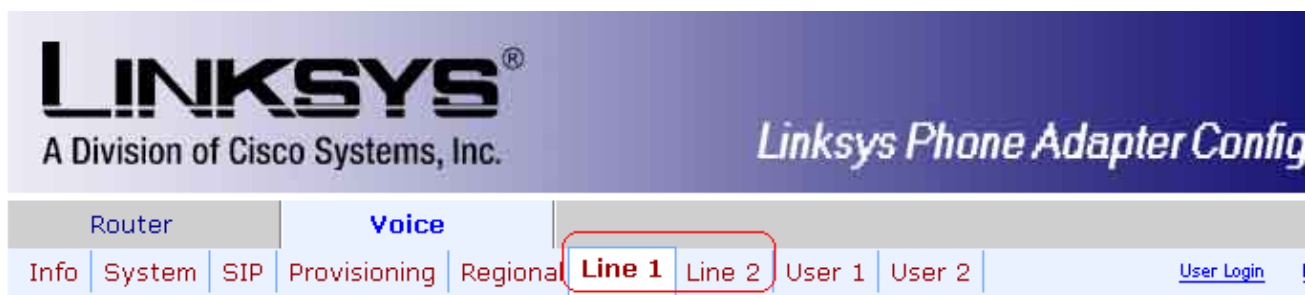 LINKSYS®
A Division of Cisco Systems, Inc.
Linksys Phone Adapter Config
Router Voice
Info System SIP Provisioning Regional Line 1 Line 2 User 1 User 2 User Login